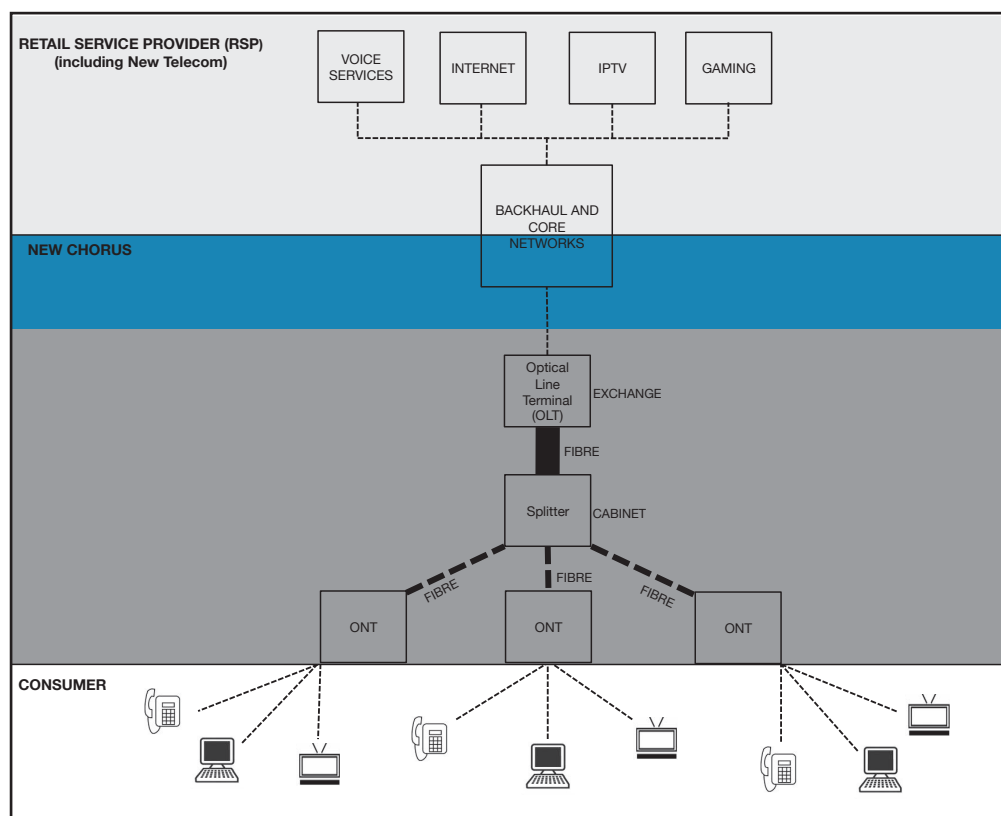 RETAIL SERVICE PROVIDER (RSP)
(including New Telecom)
VOICE
SERVICES
INTERNET
IPTV
GAMING
BACKHAUL AND
CORE
NETWORKS
NEW CHORUS
Optical
Line
Terminal
(OLT)
EXCHANGE
FIBRE
Splitter
CABINET
FIBRE
FIBRE
FIBRE
ONT
ONT
ONT
CONSUMER